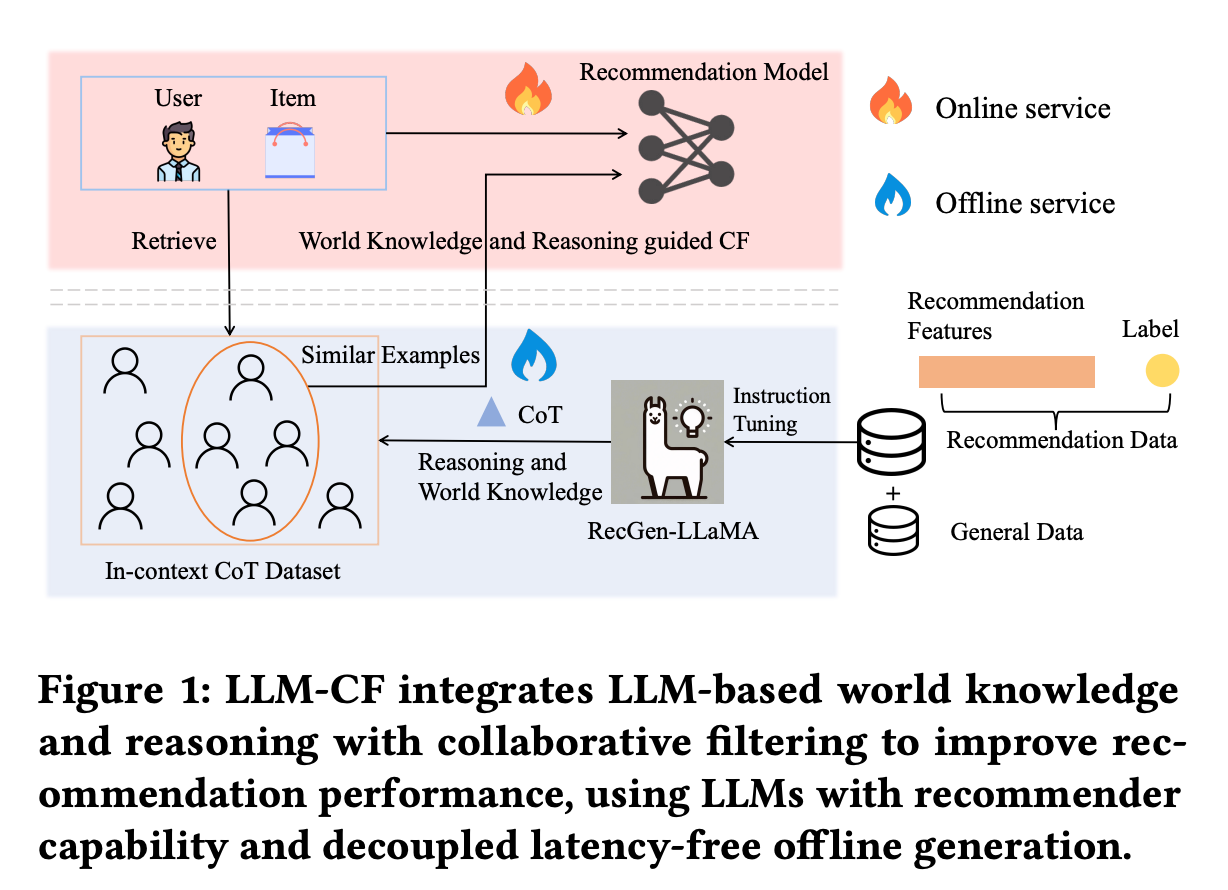 User
Item
Recommendation Model
Online service
Offline service
Retrieve
World Knowledge and Reasoning guided CF
Recommendation
Features
Label
Similar Examples
CoT
Instruction
Tuning
Recommendation Data
Reasoning and
World Knowledge
+
RecGen-LLaMA
General Data
In-context CoT Dataset
Figure 1: LLM-CF integrates LLM-based world knowledge
and reasoning with collaborative filtering to improve rec-
ommendation performance, using LLMs with recommender
capability and decoupled latency-free offline generation.